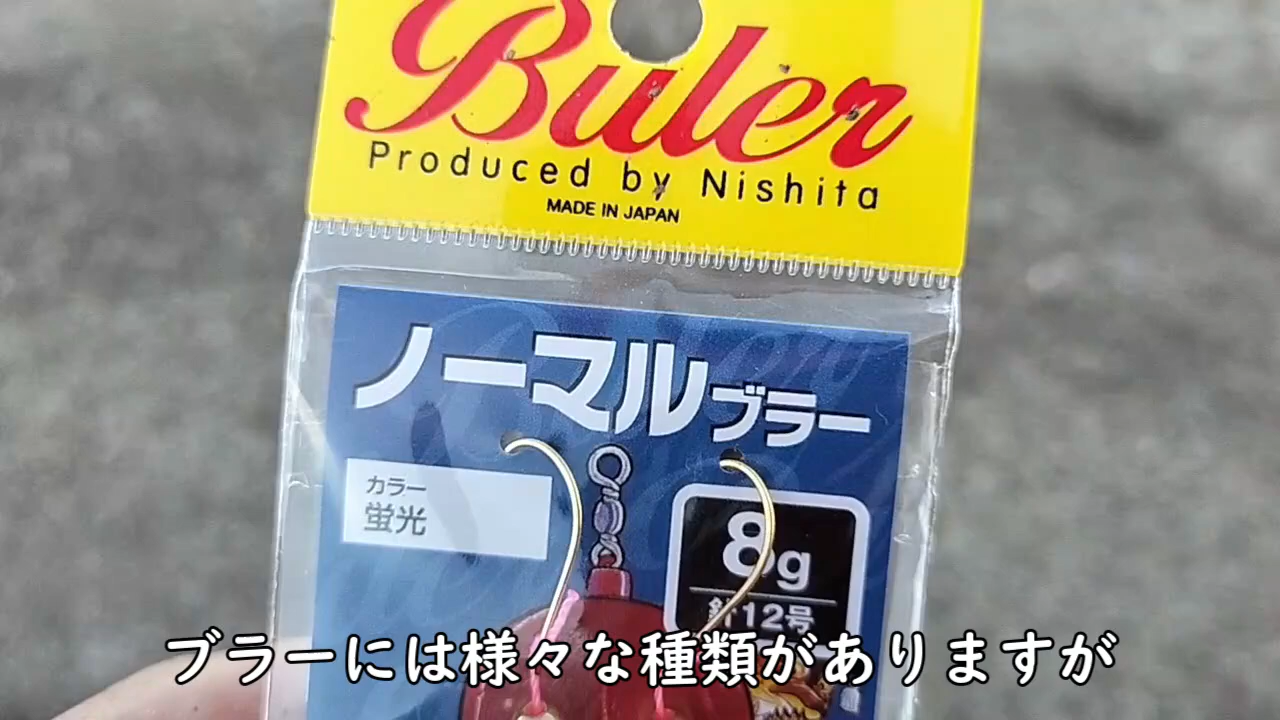 Buler
Produced by Nishita
MADE IN JAPAN
ノーマルブラー
カラー
蛍光
8g
針12号
ブラーには様々な種類がありますが